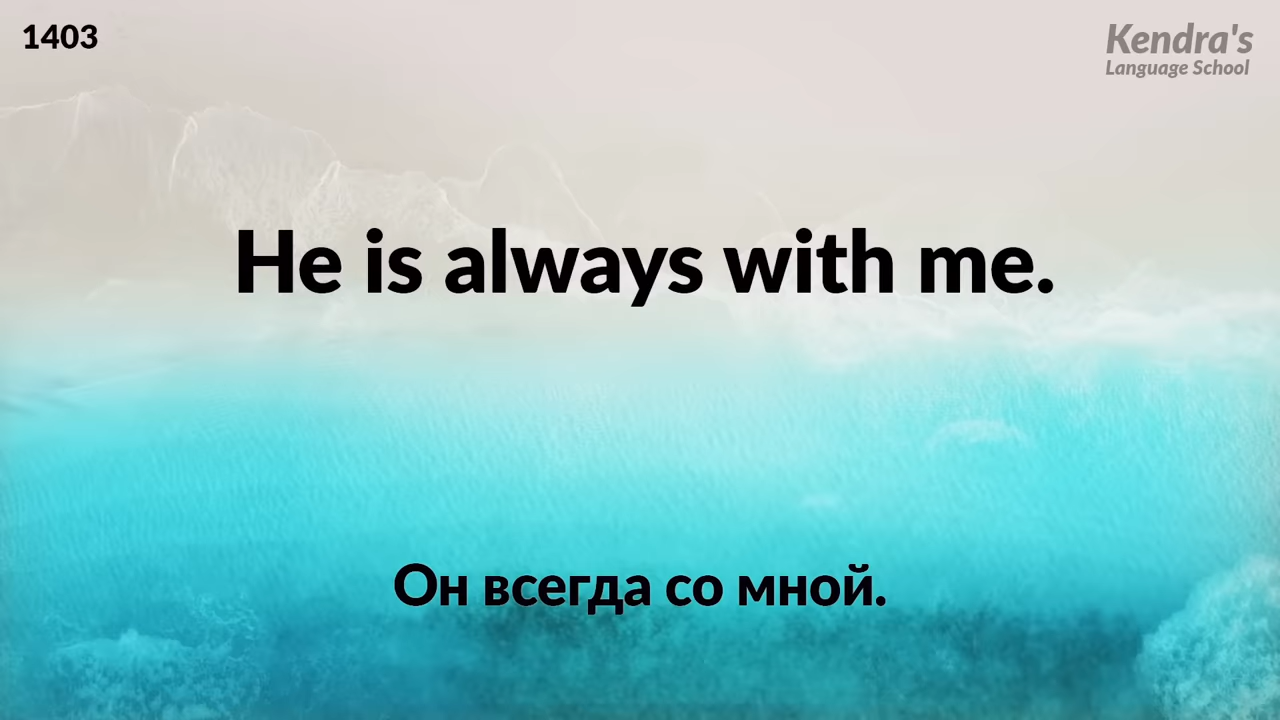 1403
Kendra's
Language School
He is always with me.
Он всегда со мной.